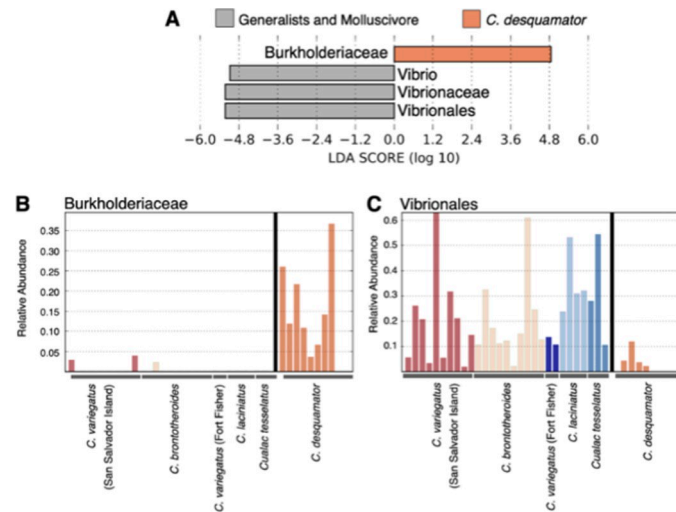 A
Generalists and Molluscivore
C. desquamator
Burkholderiaceae
Vibrio
Vibrionaceae
Vibrionales
−6.0 −4.8 −3.6 −2.4 −1.2 0.0 1.2 2.4 3.6 4.8 6.0
LDA SCORE (log 10)
B
Burkholderiaceae
Relative Abundance
0.35
0.30
0.25
0.20
0.15
0.10
0.05
C. variegatus
(San Salvador Island)
C. brontotheroides
C. variegatus (Fort Fisher)
C. laciniatus
Cualac tesselatus
C. desquamator
C
Vibrionales
Relative Abundance
0.6
0.5
0.4
0.3
0.2
0.1
C. variegatus
(San Salvador Island)
C. brontotheroides
C. variegatus (Fort Fisher)
C. laciniatus
Cualac tesselatus
C. desquamator